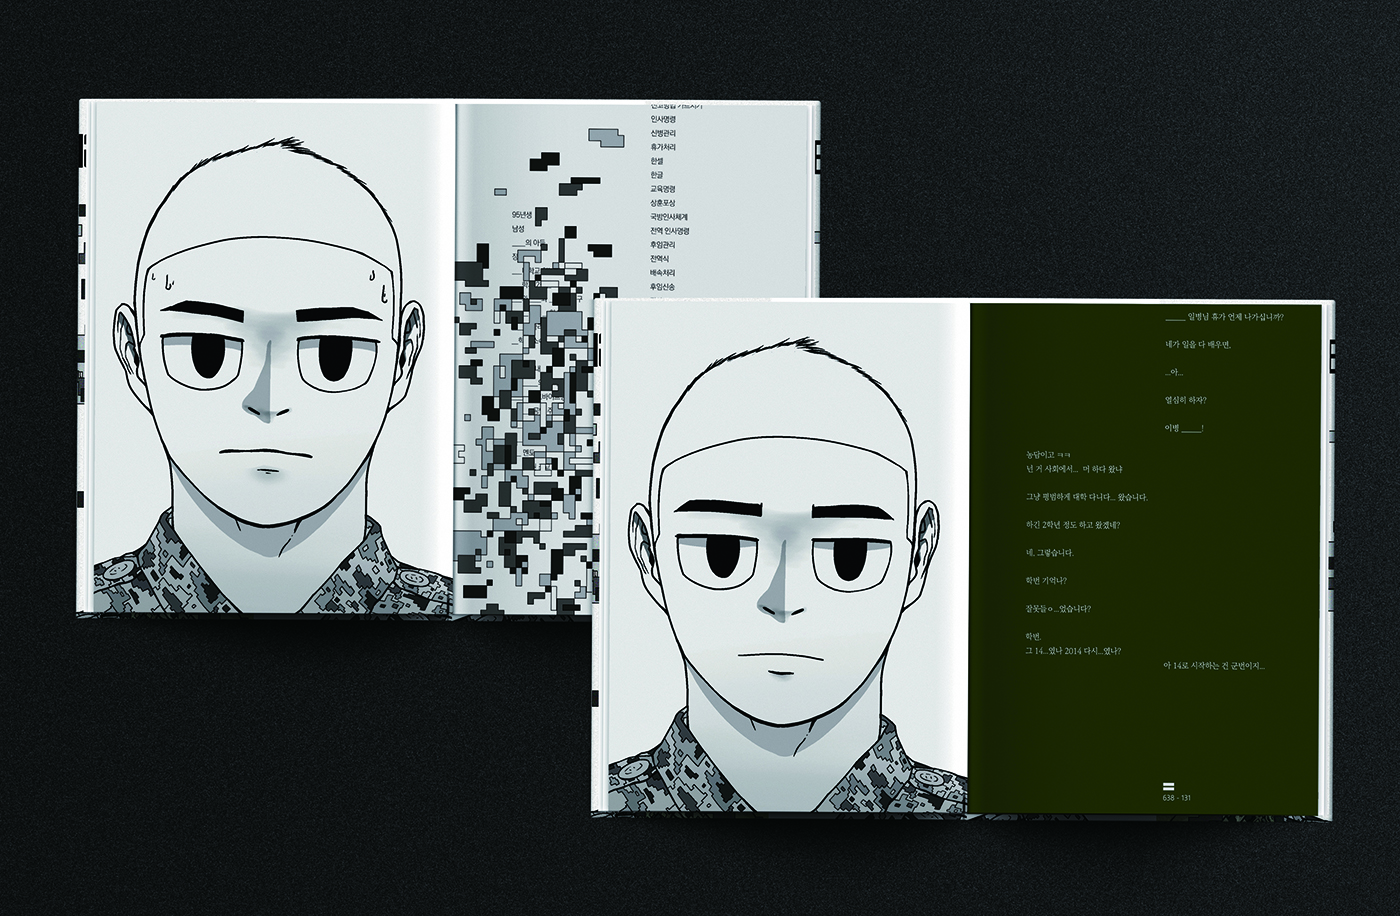 인사명령
신병관리
휴가처리
한셀
한글
교육명령
상훈포상
국방인사체계
전역 인사명령
후임관리
전역식
배속처리
후임신송
95년생
남성
___의 아들
_____ 일병님 휴가 언제 나가십니까?
네가 일을 다 배우면.
...아...
열심히 하자?
이병 _____!
농담이고 ㅋㅋ
넌 거 사회에서... 머 하다 왔냐
그냥 평범하게 대학 다니다... 왔습니다.
하긴 2학년 정도 하고 왔겠네?
네. 그렇습니다.
학번 기억나?
잘못들ㅇ...었습니다?
학번.
그 14...였나 2014 다시...였나?
아 14로 시작하는 건 군번이지...
638 - 131